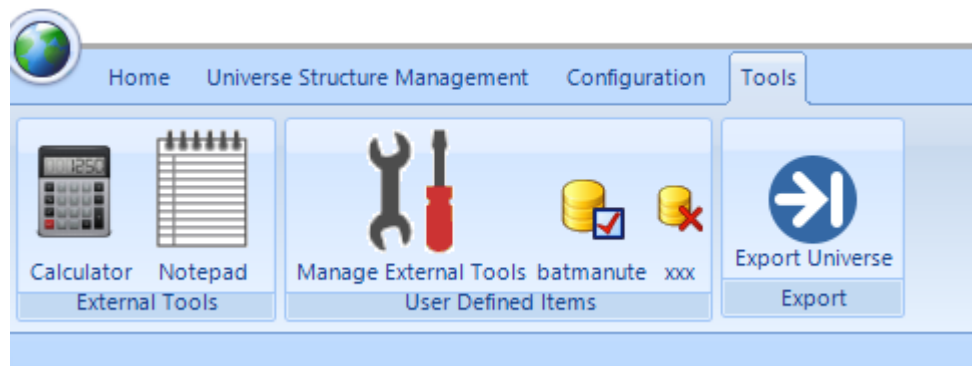 Home Universe Structure Management Configuration Tools
Calculator Notepad Manage External Tools batmanute xxx Export Universe
External Tools User Defined Items Export